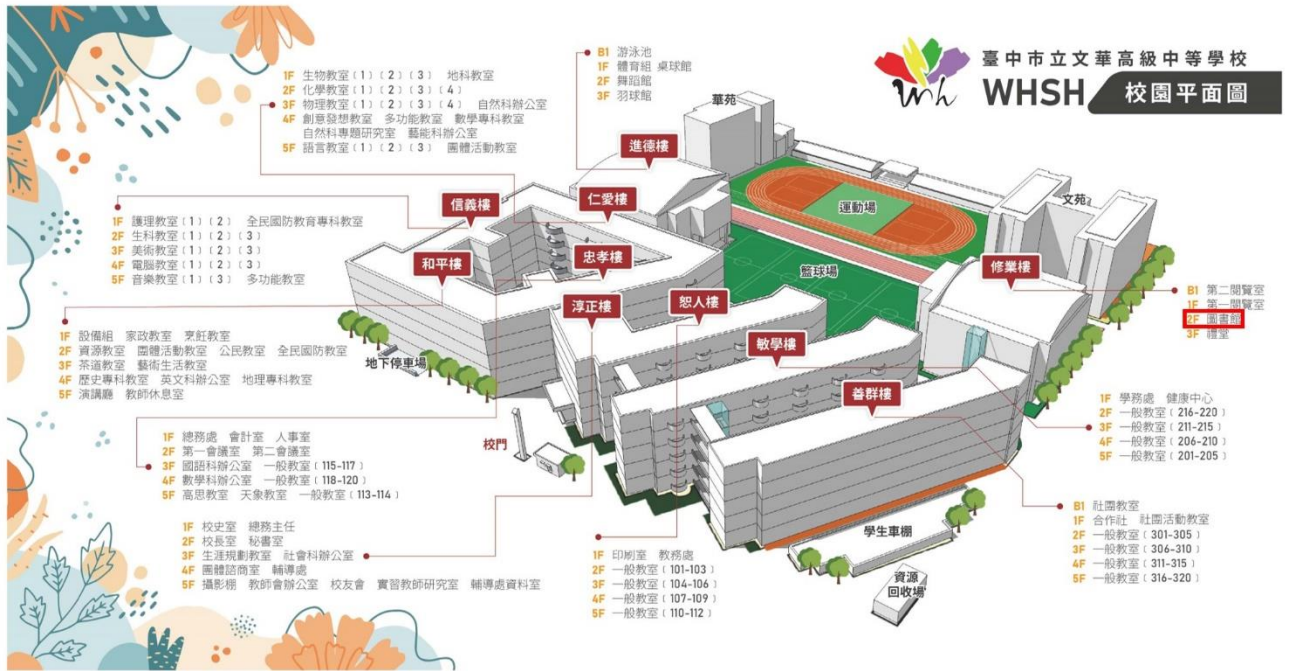 臺中市立文華高級中等學校
Wh
WHSH 校園平面圖
B1 游泳池
1F 體育組 桌球館
2F 舞蹈館
3F 羽球館
1F 生物教室(1)(2)(3) 地科教室
2F 化學教室(1)(2)(3)(4)
3F 物理教室(1)(2)(3)(4) 自然科辦公室
4F 創意發想教室 多功能教室 數學專科教室
自然科專題研究室 藝能科辦公室
5F 語言教室(1)(2)(3) 團體活動教室
華苑
進德樓
仁愛樓
信義樓
文苑
運動場
1F 護理教室(1)(2) 全民國防教育專科教室
2F 生科教室(1)(2)(3)
3F 美術教室(1)(2)(3)
4F 電腦教室(1)(2)(3)
5F 音樂教室(1)(3) 多功能教室
和平樓
忠孝樓
籃球場
修業樓
淳正樓
恕人樓
敏學樓
善群樓
B1 第二閱覽室
1F 第一閱覽室
2F 圖書館
3F 禮堂
1F 設備組 家政教室 烹飪教室
2F 資源教室 團體活動教室 公民教室 全民國防教室
3F 茶道教室 藝術生活教室
4F 歷史專科教室 英文科辦公室 地理專科教室
5F 演講廳 教師休息室
地下停車場
1F 學務處 健康中心
2F 一般教室(216-220)
3F 一般教室(211-215)
4F 一般教室(206-210)
5F 一般教室(201-205)
1F 總務處 會計室 人事室
2F 第一會議室 第二會議室
3F 國語科辦公室 一般教室(115-117)
4F 數學科辦公室 一般教室(118-120)
5F 高思教室 天象教室 一般教室(113-114)
校門
B1 社團教室
1F 合作社 社團活動教室
2F 一般教室(301-305)
3F 一般教室(306-310)
4F 一般教室(311-315)
5F 一般教室(316-320)
1F 校史室 總務主任
2F 校長室 秘書室
3F 生涯規劃教室 社會科辦公室
4F 團體諮商室 輔導處
5F 攝影棚 教師會辦公室 校友會 實習教師研究室 輔導處資料室
1F 印刷室 教務處
2F 一般教室(101-103)
3F 一般教室(104-106)
4F 一般教室(107-109)
5F 一般教室(110-112)
學生車棚
資源
回收場